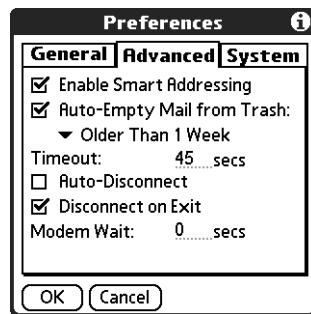 Preferences i
General Advanced System
Enable Smart Addressing
Auto-Empty Mail from Trash:
Older Than 1 Week
Timeout: 45 secs
Auto-Disconnect
Disconnect on Exit
Modem Wait: 0 secs
OK Cancel